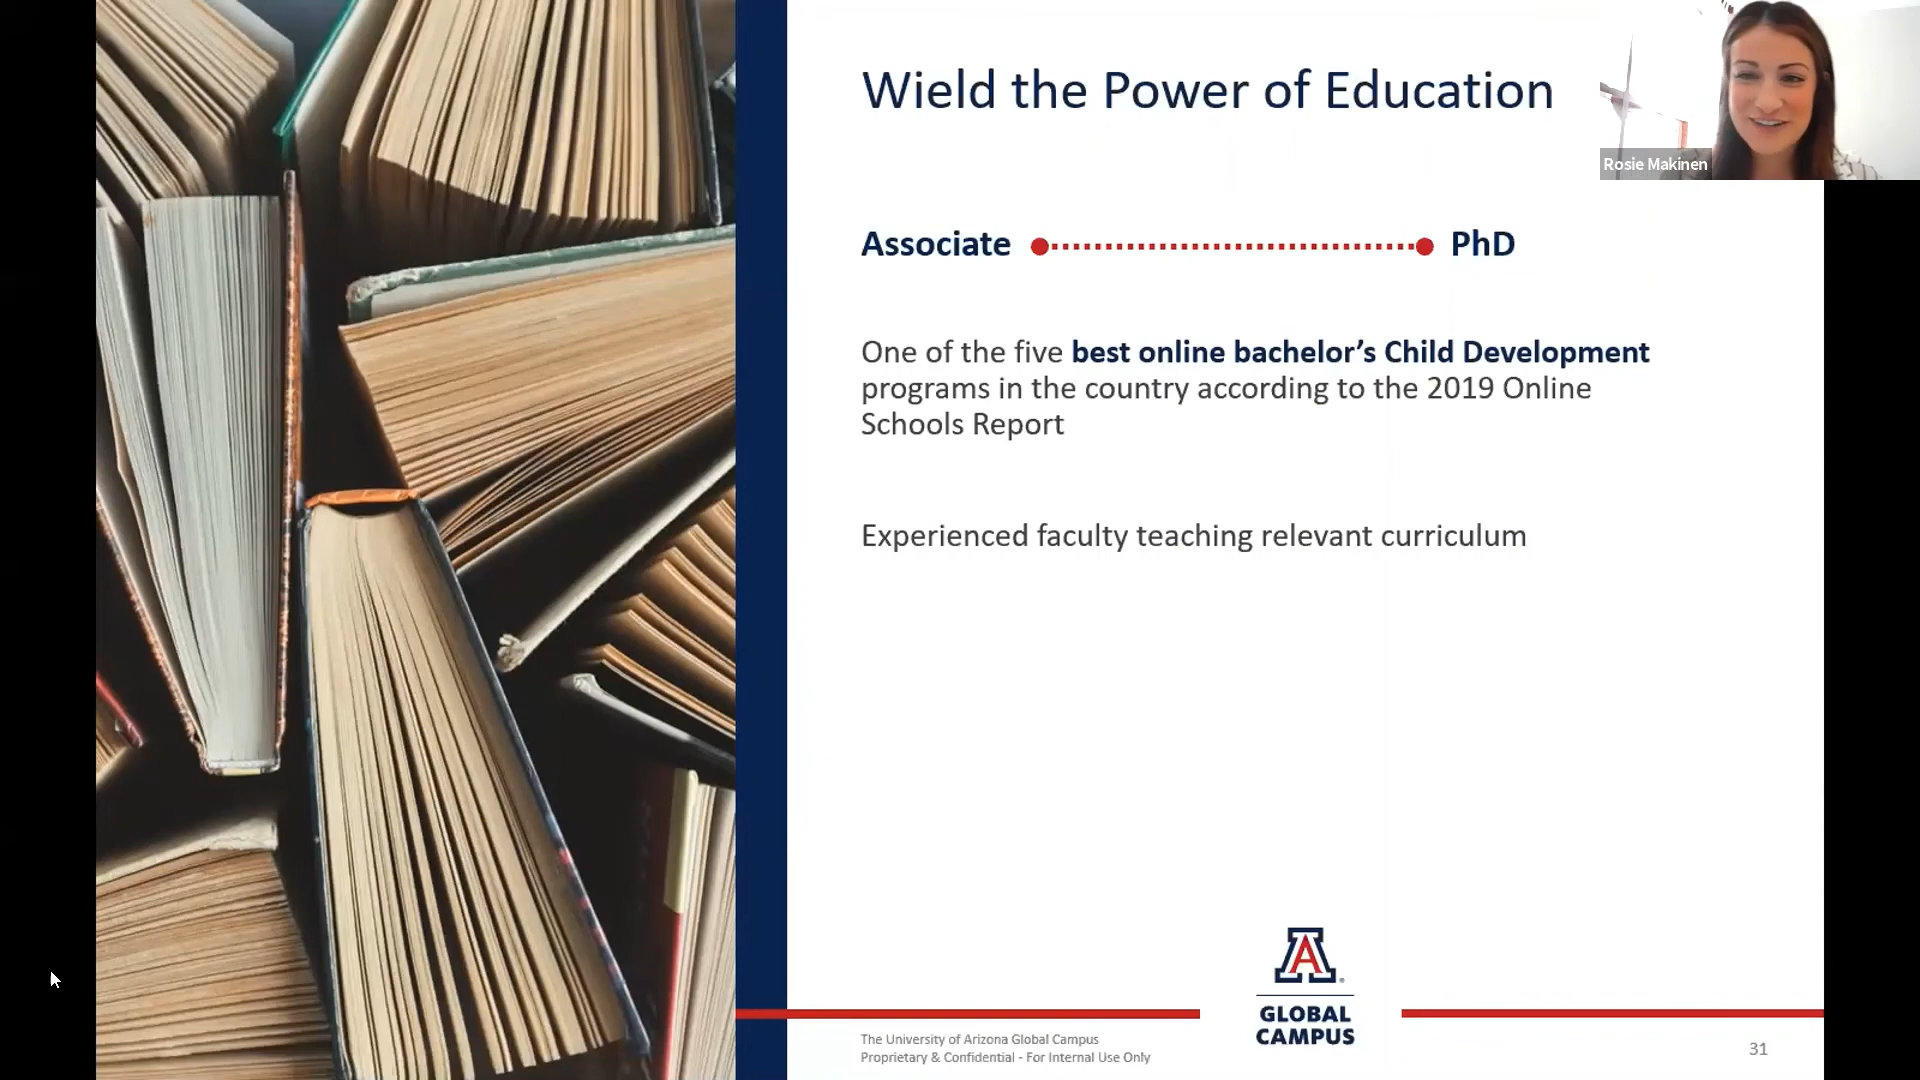 Wield the Power of Education
Rosie Makinen
Associate PhD
One of the five best online bachelor’s Child Development
programs in the country according to the 2019 Online
Schools Report
Experienced faculty teaching relevant curriculum
A
GLOBAL
CAMPUS
The University of Arizona Global Campus
Proprietary & Confidential - For Internal Use Only
31